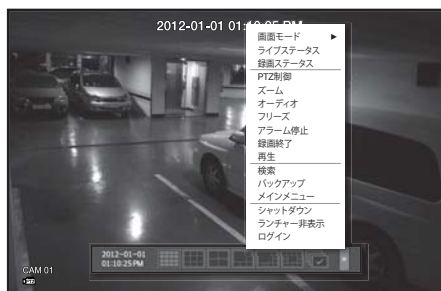 2012-01-01 01:
画面モード
ライブステータス
録画ステータス
PTZ制御
ズーム
オーディオ
フリーズ
アラーム停止
録画終了
再生
検索
バックアップ
メインメニュー
シャットダウン
ランチャー非表示
ログイン
2012-01-01
01:10:25 PM
CAM 01